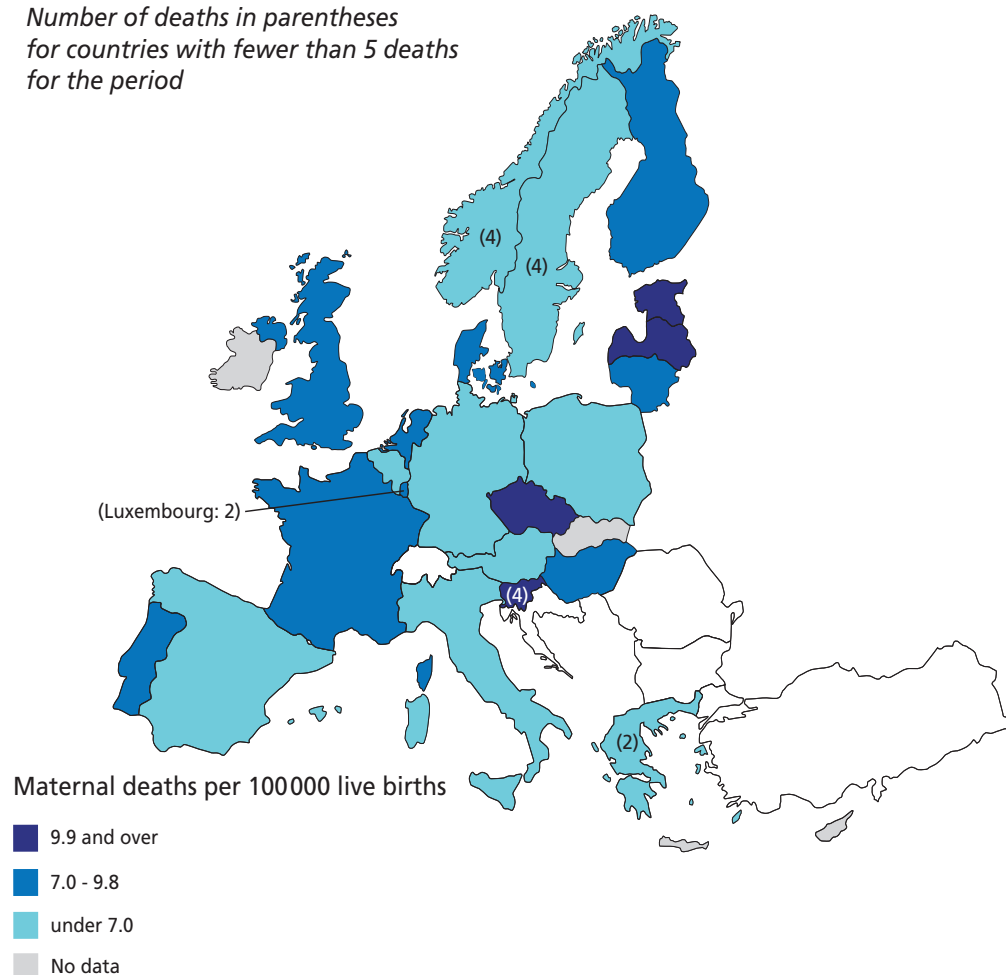 Number of deaths in parentheses
for countries with fewer than 5 deaths
for the period
(4)
(4)
(Luxembourg: 2)
(4)
(2)
Maternal deaths per 100 000 live births
9.9 and over
7.0 - 9.8
under 7.0
No data